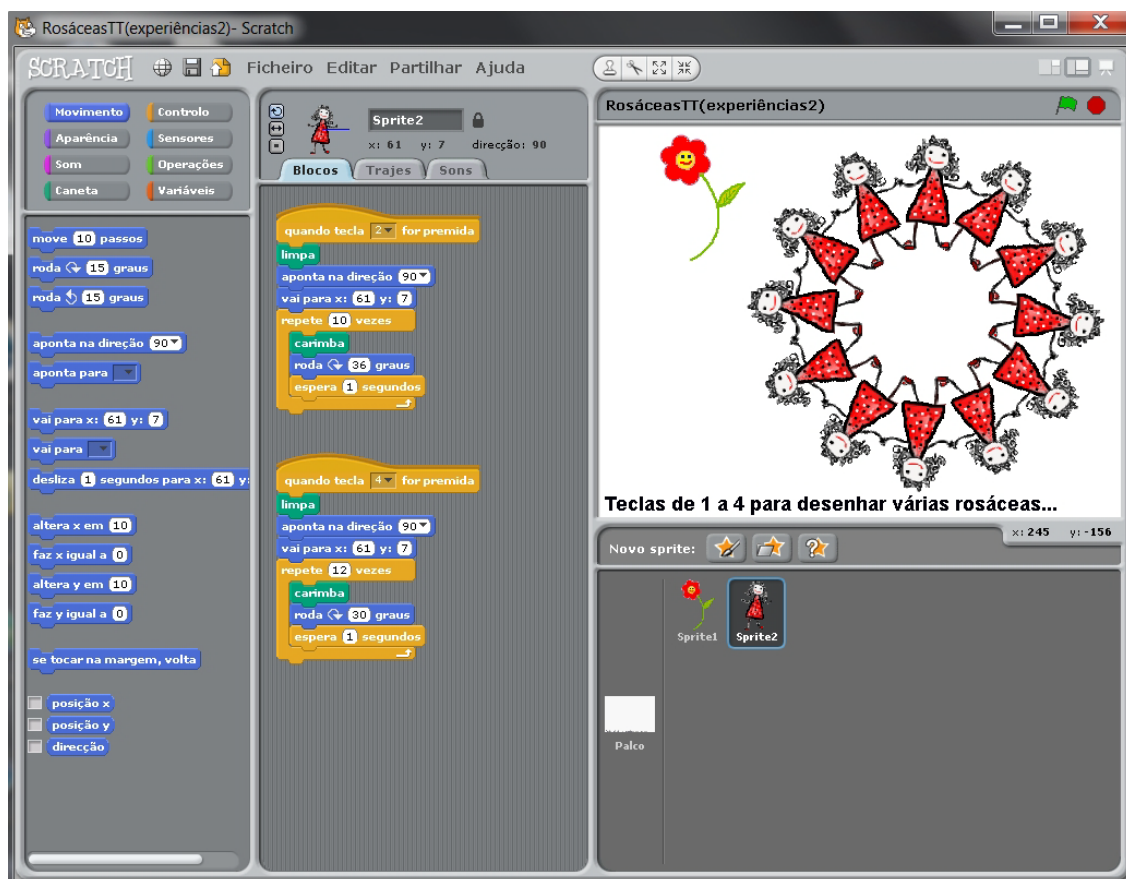 RosáceasTT(experiências2)- Scratch
SCRATCH Ficheiro Editar Partilhar Ajuda
Movimento Controlo
Aparência Sensores
Som Operações
Caneta Variáveis
move 10 passos
roda 15 graus
roda 15 graus
aponta na direção 90
aponta para
vai para x: 61 y: 7
vai para
desliza 1 segundos para x: 61 y:
altera x em 10
faz x igual a 0
altera y em 10
faz y igual a 0
se tocar na margem, volta
posição x
posição y
direcção
Sprite2
x: 61 y: 7 direcção: 90
Blocos Trajes Sons
quando tecla 2 for premida
limpa
aponta na direção 90
vai para x: 61 y: 7
repete 10 vezes
carimba
roda 36 graus
espera 1 segundos
quando tecla 4 for premida
limpa
aponta na direção 90
vai para x: 61 y: 7
repete 12 vezes
carimba
roda 30 graus
espera 1 segundos
RosáceasTT(experiências2)
Teclas de 1 a 4 para desenhar várias rosáceas...
x: 245 y: -156
Novo sprite:
Sprite1 Sprite2
Palco